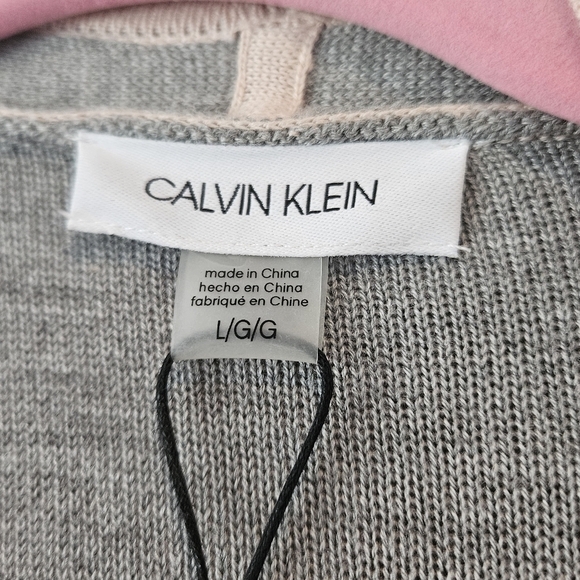 CALVIN KLEIN
made in China
hecho en China
fabriqué en Chine
L/G/G